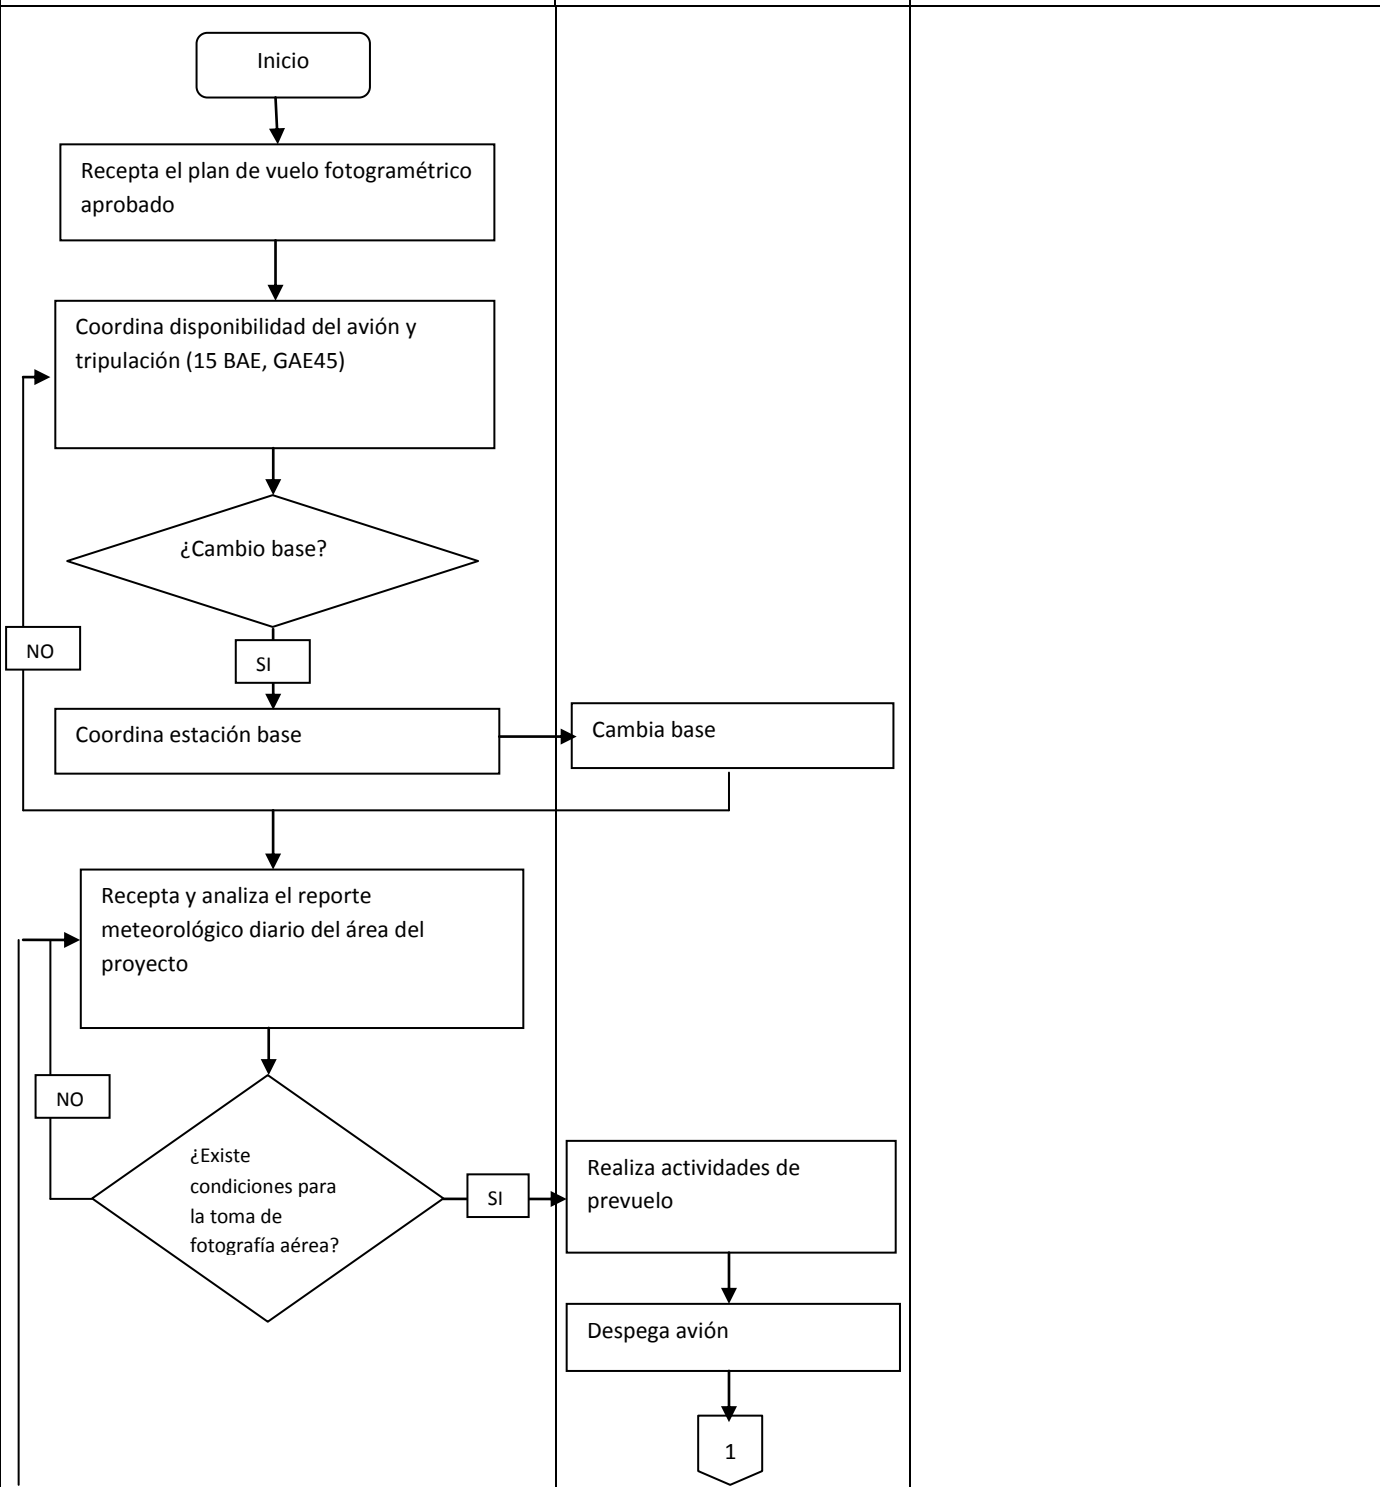 Inicio
Recepta el plan de vuelo fotogramétrico
aprobado
Coordina disponibilidad del avión y
tripulación (15 BAE, GAE45)
¿Cambio base?
NO
SI
Coordina estación base
Cambia base
Recepta y analiza el reporte
meteorológico diario del área del
proyecto
NO
¿Existe
condiciones para
la toma de
fotografía aérea?
SI
Realiza actividades de
prevuelo
Despega avión
1